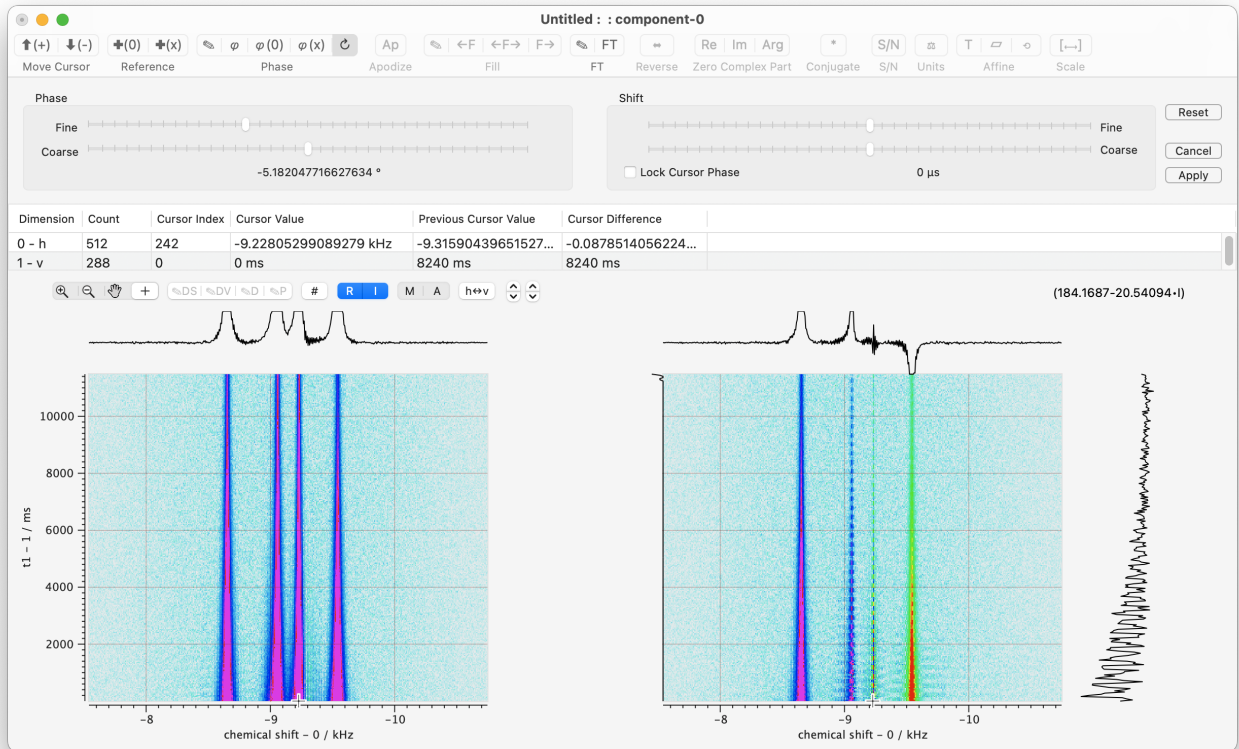 Untitled : : component-0
(+) (-) (0) (x) φ φ(0) φ(x) Ap F F F FT Re Im Arg * S/N T
Move Cursor Reference Phase Apodize Fill FT Reverse Zero Complex Part Conjugate S/N Units Affine Scale
Phase Shift
Fine Fine
Coarse Coarse
-5.182047716627634 ° Lock Cursor Phase 0 µs
Reset
Cancel
Apply
Dimension Count Cursor Index Cursor Value Previous Cursor Value Cursor Difference
0 - h 512 242 -9.22805299089279 kHz -9.31590439651527... -0.0878514056224...
1 - v 288 0 0 ms 8240 ms 8240 ms
DS DV D P # R I M A h⇔v (184.1687-20.54094•I)
10000
8000
6000
4000
2000
t1 − 1 / ms
−8 −9 −10
chemical shift − 0 / kHz
−8 −9 −10
chemical shift − 0 / kHz